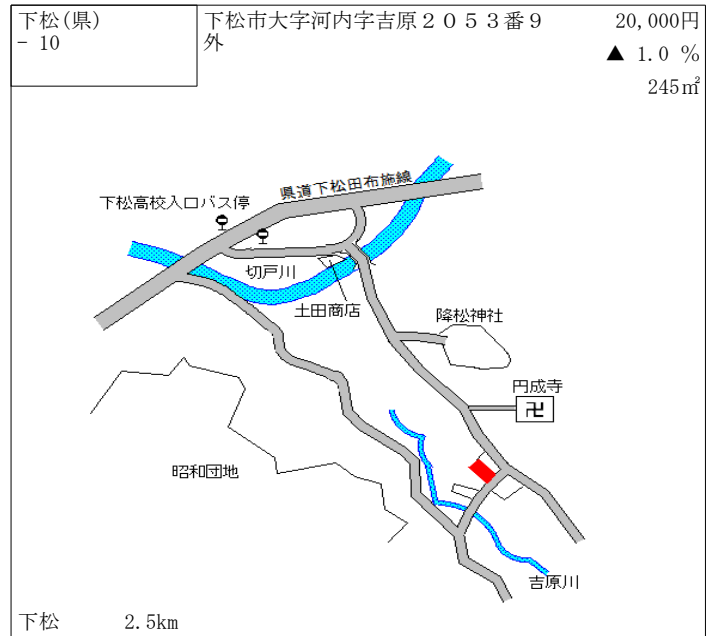 下松(県)
- 10
下松市大字河内字吉原２０５３番９
外
20,000円
▲ 1.0 %
245㎡
県道下松田布施線
下松高校入口バス停
切戸川
土田商店
降松神社
円成寺
卍
昭和団地
吉原川
下松 2.5km